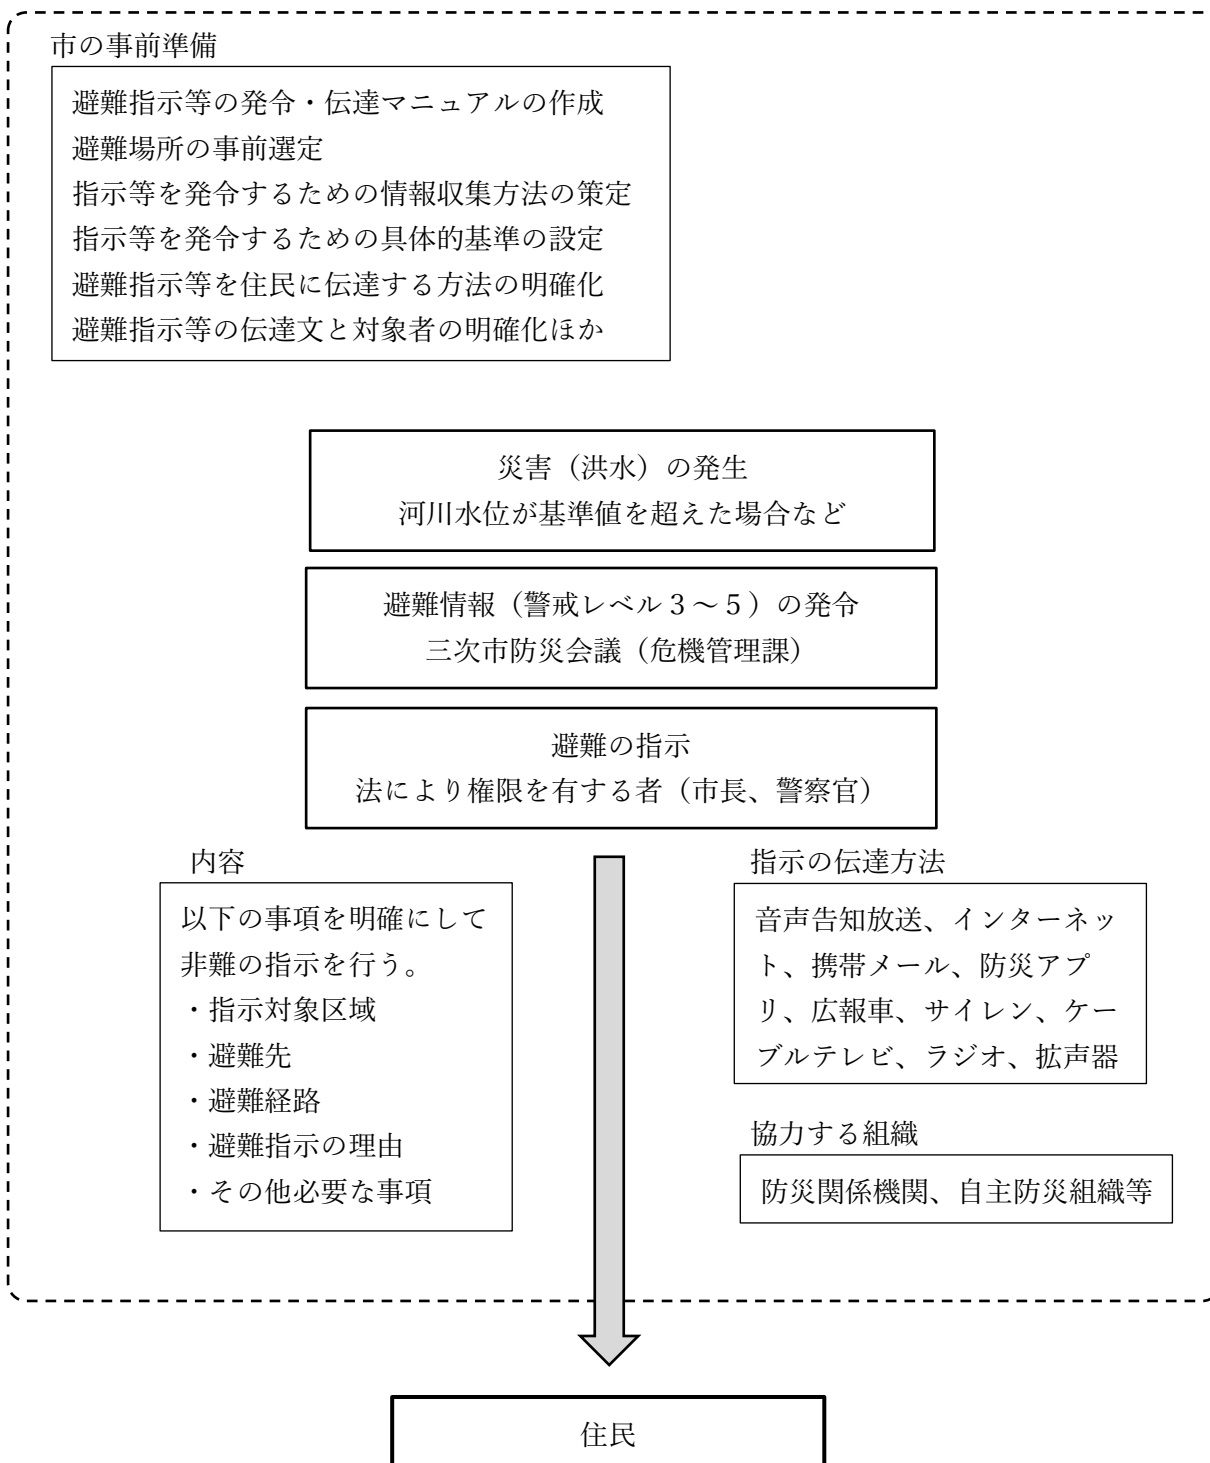 市の事前準備
避難指示等の発令・伝達マニュアルの作成
避難場所の事前選定
指示等を発令するための情報収集方法の策定
指示等を発令するための具体的基準の設定
避難指示等を住民に伝達する方法の明確化
避難指示等の伝達文と対象者の明確化ほか
災害（洪水）の発生
河川水位が基準値を超えた場合など
避難情報（警戒レベル３～５）の発令
三次市防災会議（危機管理課）
避難の指示
法により権限を有する者（市長、警察官）
内容
以下の事項を明確にして
非難の指示を行う。
・指示対象区域
・避難先
・避難経路
・避難指示の理由
・その他必要な事項
指示の伝達方法
音声告知放送、インターネッ
ト、携帯メール、防災アプ
リ、広報車、サイレン、ケー
ブルテレビ、ラジオ、拡声器
協力する組織
防災関係機関、自主防災組織等
住民